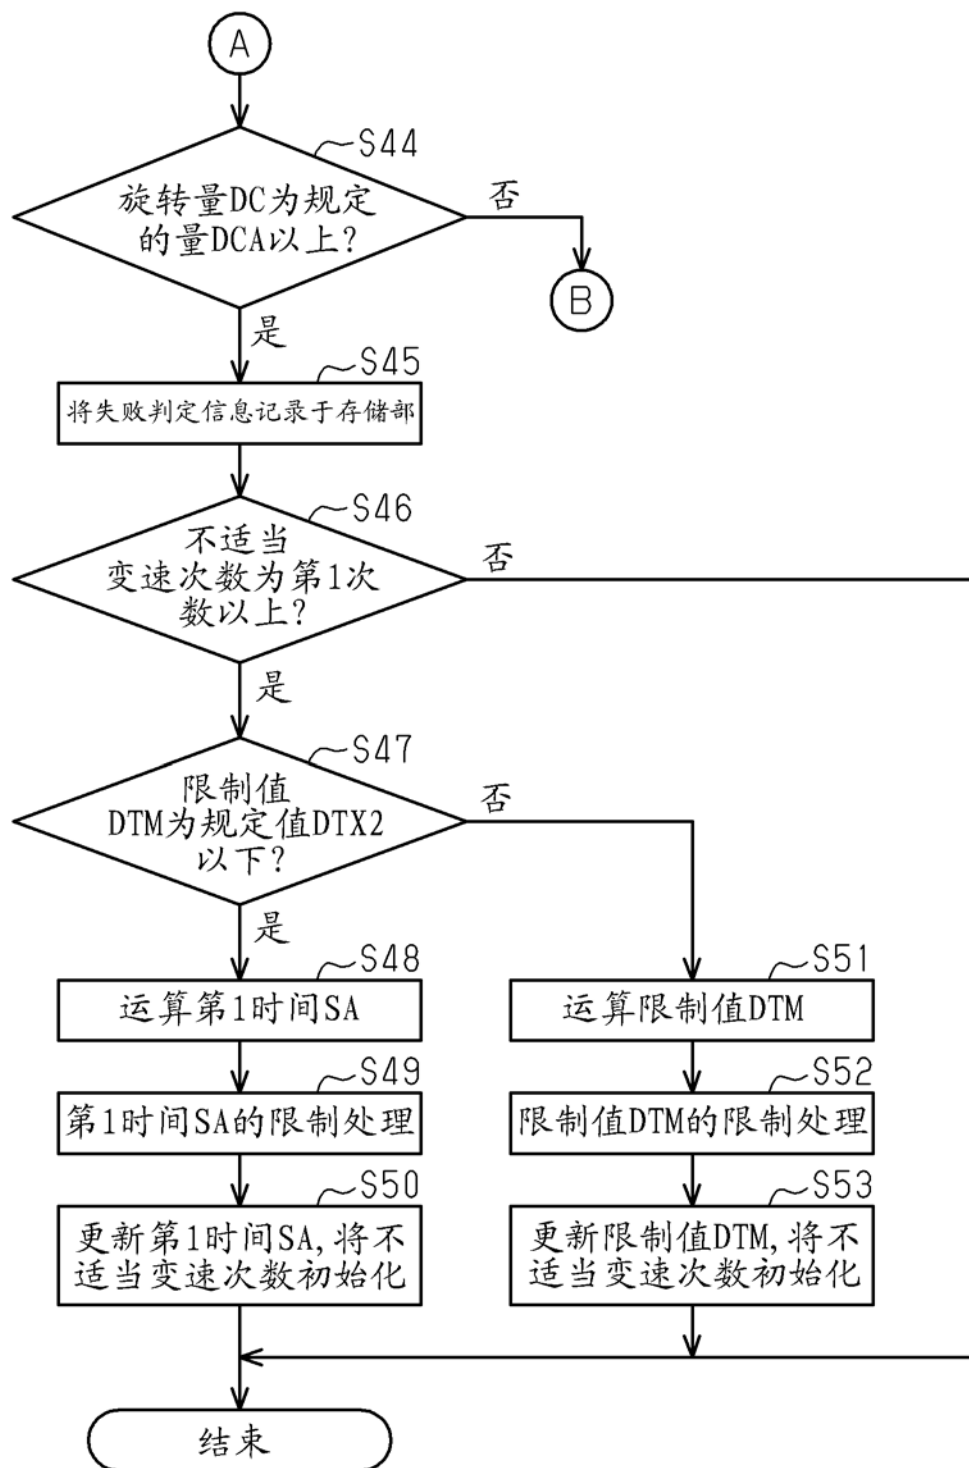 A
S44
旋转量DC为规定
的量DCA以上?
否
B
是
S45
将失败判定信息记录于存储部
S46
不适当
变速次数为第1次
数以上?
否
是
S47
限制值
DTM为规定值DTX2
以下?
否
是
S48
运算第1时间SA
S51
运算限制值DTM
S49
第1时间SA的限制处理
S52
限制值DTM的限制处理
S50
更新第1时间SA,将不
适当变速次数初始化
S53
更新限制值DTM,将不
适当变速次数初始化
结束